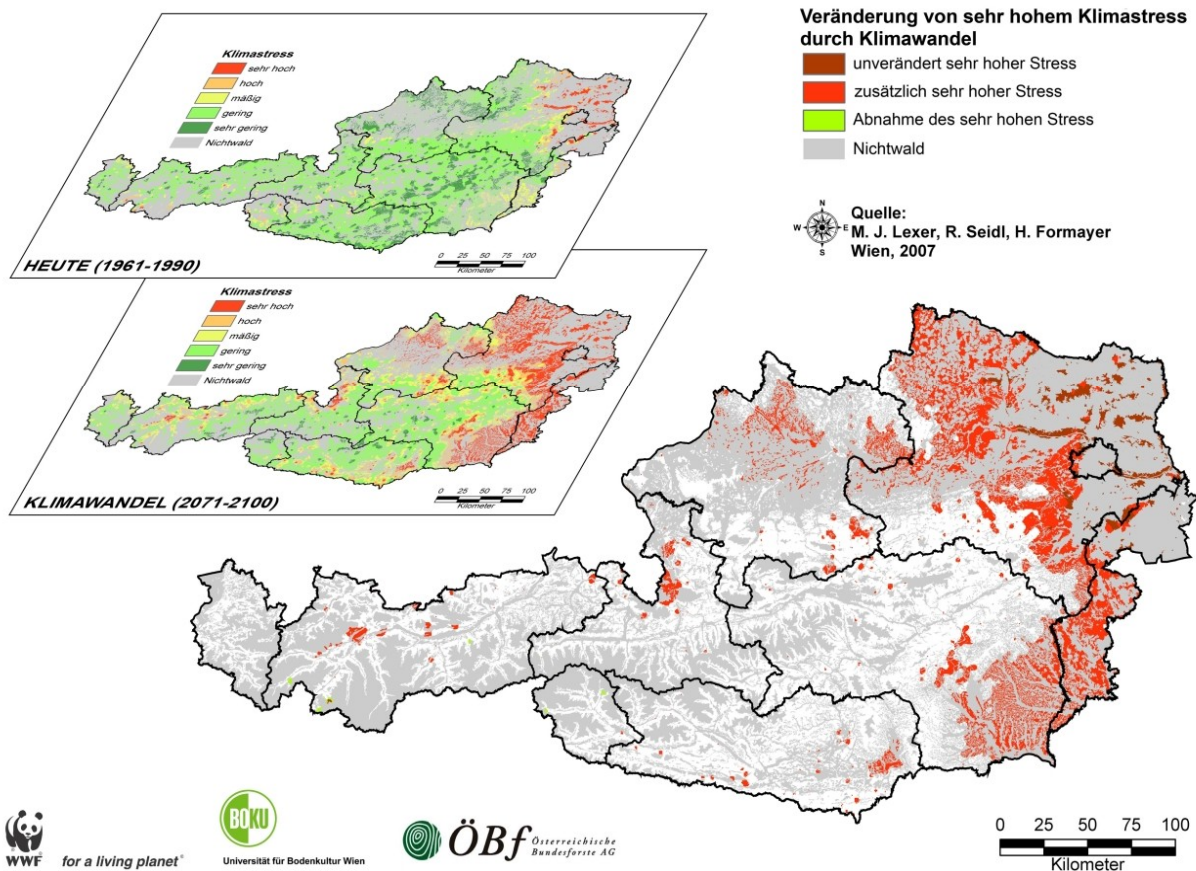 Klimastress
sehr hoch
hoch
mäßig
gering
sehr gering
Nichtwald
HEUTE (1961-1990)
0 25 50 75 100
Kilometer
Klimastress
sehr hoch
hoch
mäßig
gering
sehr gering
Nichtwald
KLIMAWANDEL (2071-2100)
0 25 50 75 100
Kilometer
Veränderung von sehr hohem Klimastress
durch Klimawandel
unverändert sehr hoher Stress
zusätzlich sehr hoher Stress
Abnahme des sehr hohen Stress
Nichtwald
N
W E
S
Quelle:
M. J. Lexer, R. Seidl, H. Formayer
Wien, 2007
WWF
for a living planet®
BOKU
Universität für Bodenkultur Wien
ÖBf Österreichische
Bundesforste AG
0 25 50 75 100
Kilometer